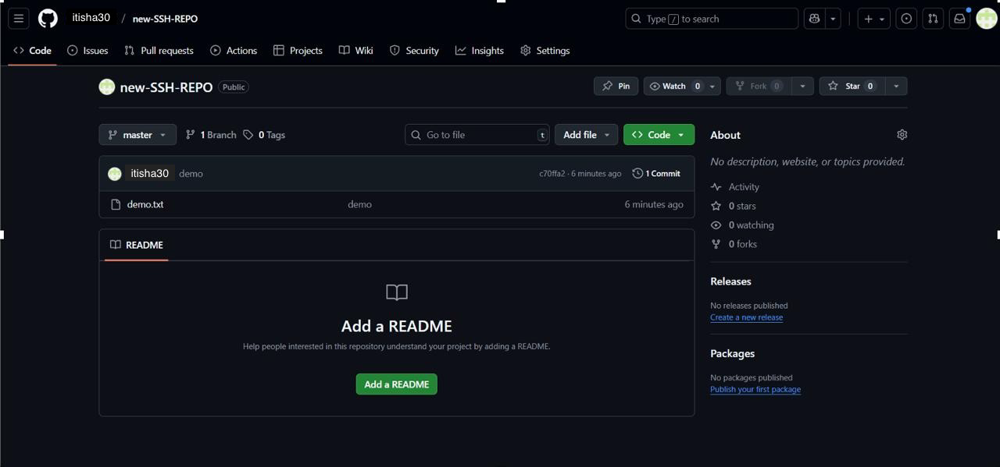 itisha30 / new-SSH-REPO Type / to search
Code Issues Pull requests Actions Projects Wiki Security Insights Settings
new-SSH-REPO Public Pin Watch 0 Fork 0 Star 0
master 1 Branch 0 Tags Go to file t Add file Code
itisha30 demo c70ffa2 · 6 minutes ago 1 Commit
demo.txt demo 6 minutes ago
README
Add a README
Help people interested in this repository understand your project by adding a README.
Add a README
About
No description, website, or topics provided.
Activity
0 stars
0 watching
0 forks
Releases
No releases published
Create a new release
Packages
No packages published
Publish your first package